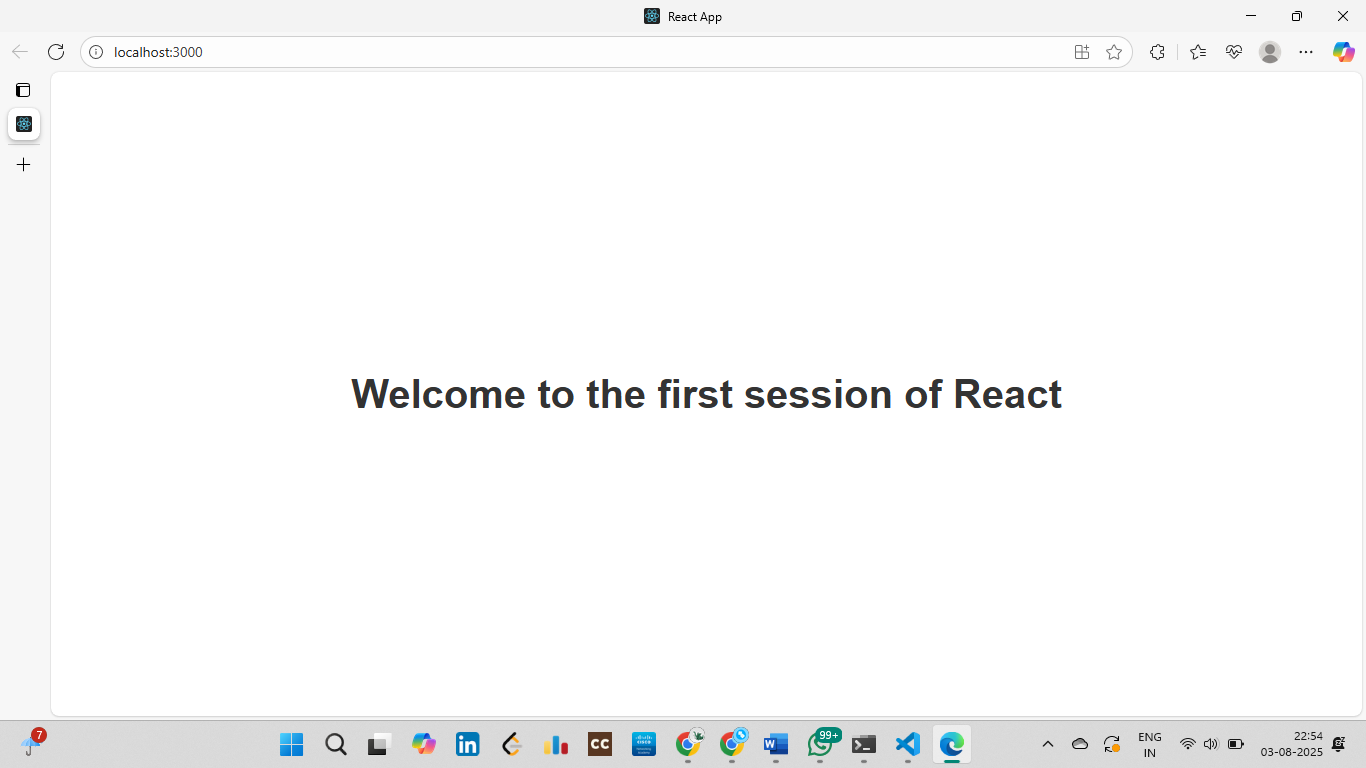 React App
localhost:3000
Welcome to the first session of React
7
CC
99+
ENG
IN
22:54
03-08-2025